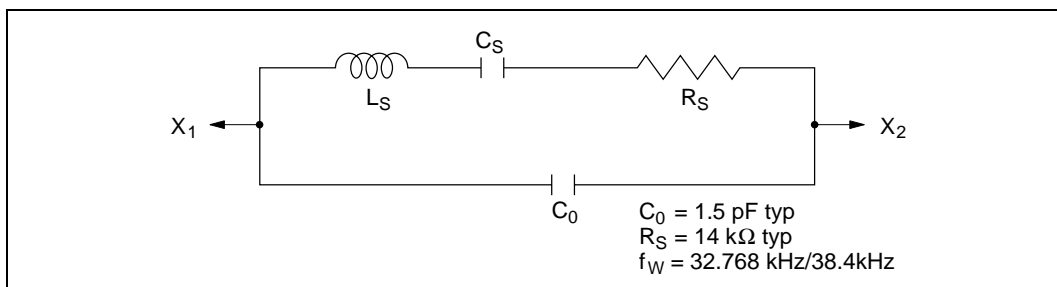 C_S
L_S
R_S
X_1
X_2
C_0
C_0 = 1.5 pF typ
R_S = 14 kΩ typ
f_W = 32.768 kHz/38.4kHz